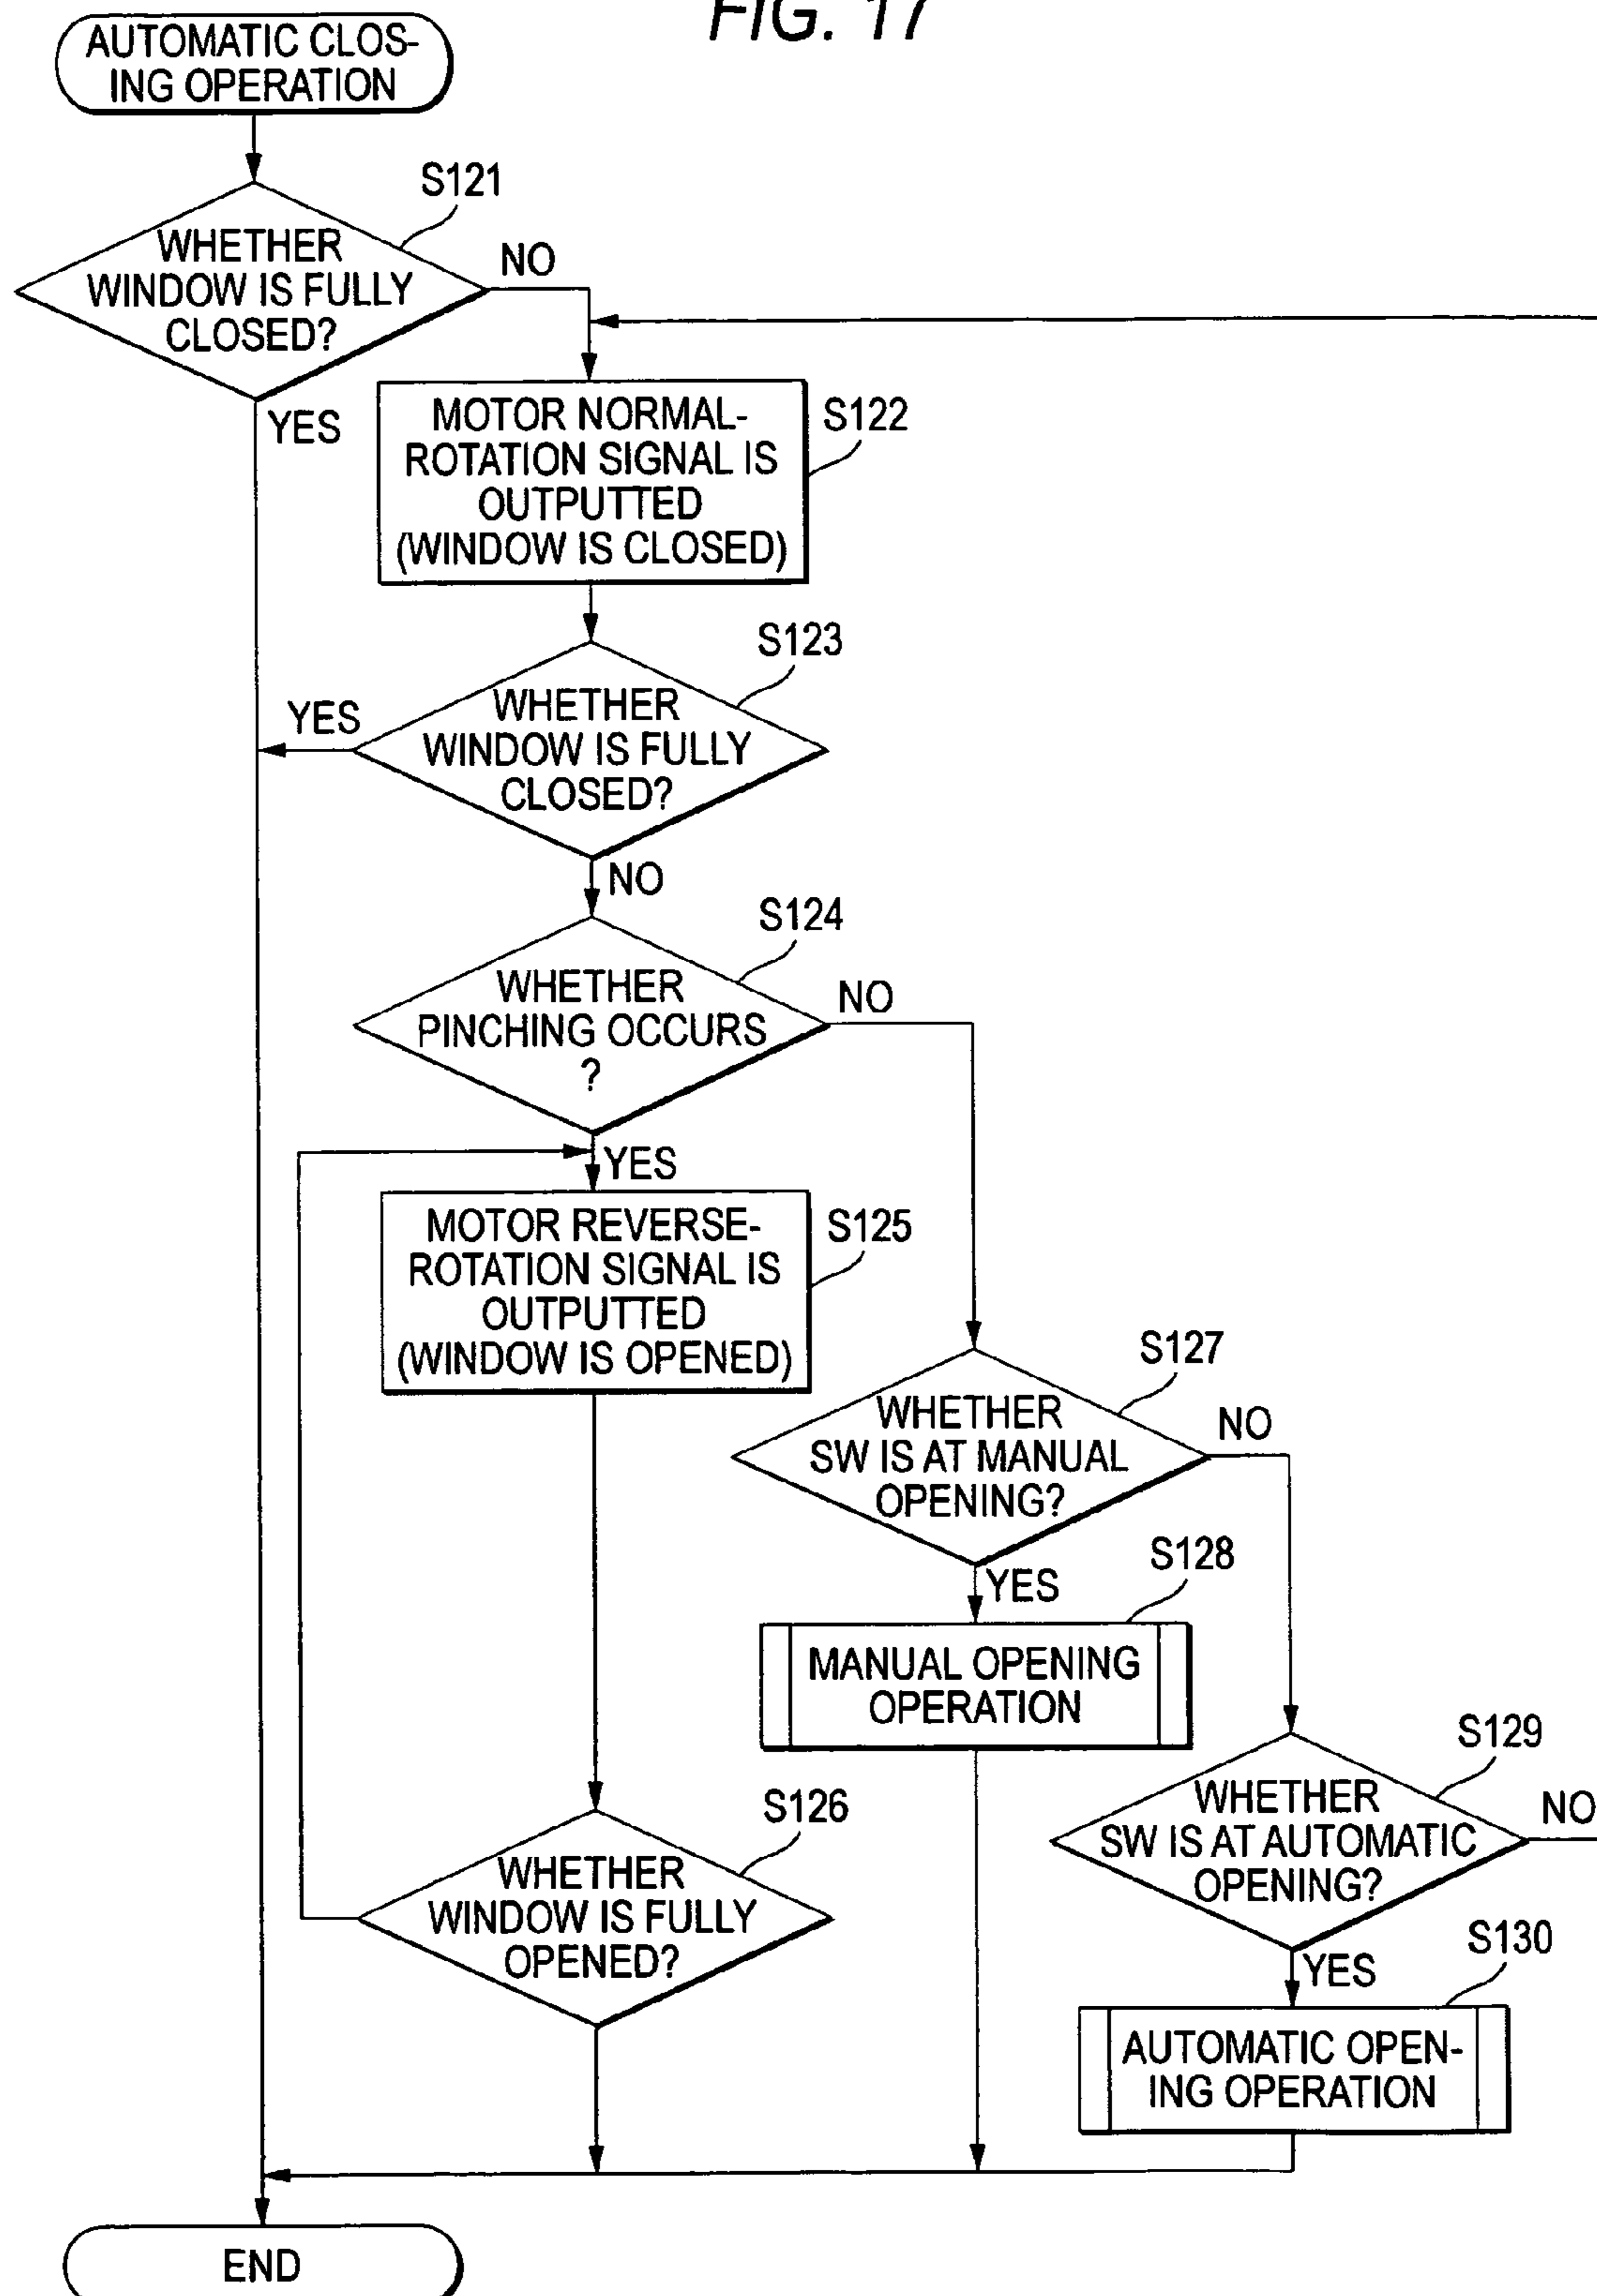 FIG. 17
AUTOMATIC CLOS-
ING OPERATION
S121
WHETHER
WINDOW IS FULLY
CLOSED?
NO
YES
MOTOR NORMAL-
ROTATION SIGNAL IS
OUTPUTTED
(WINDOW IS CLOSED)
S122
S123
WHETHER
WINDOW IS FULLY
CLOSED?
YES
NO
S124
WHETHER
PINCHING OCCURS
?
NO
YES
MOTOR REVERSE-
ROTATION SIGNAL IS
OUTPUTTED
(WINDOW IS OPENED)
S125
S127
WHETHER
SW IS AT MANUAL
OPENING?
NO
YES
S128
MANUAL OPENING
OPERATION
S126
WHETHER
WINDOW IS FULLY
OPENED?
S129
WHETHER
SW IS AT AUTOMATIC
OPENING?
NO
YES
S130
AUTOMATIC OPEN-
ING OPERATION
END